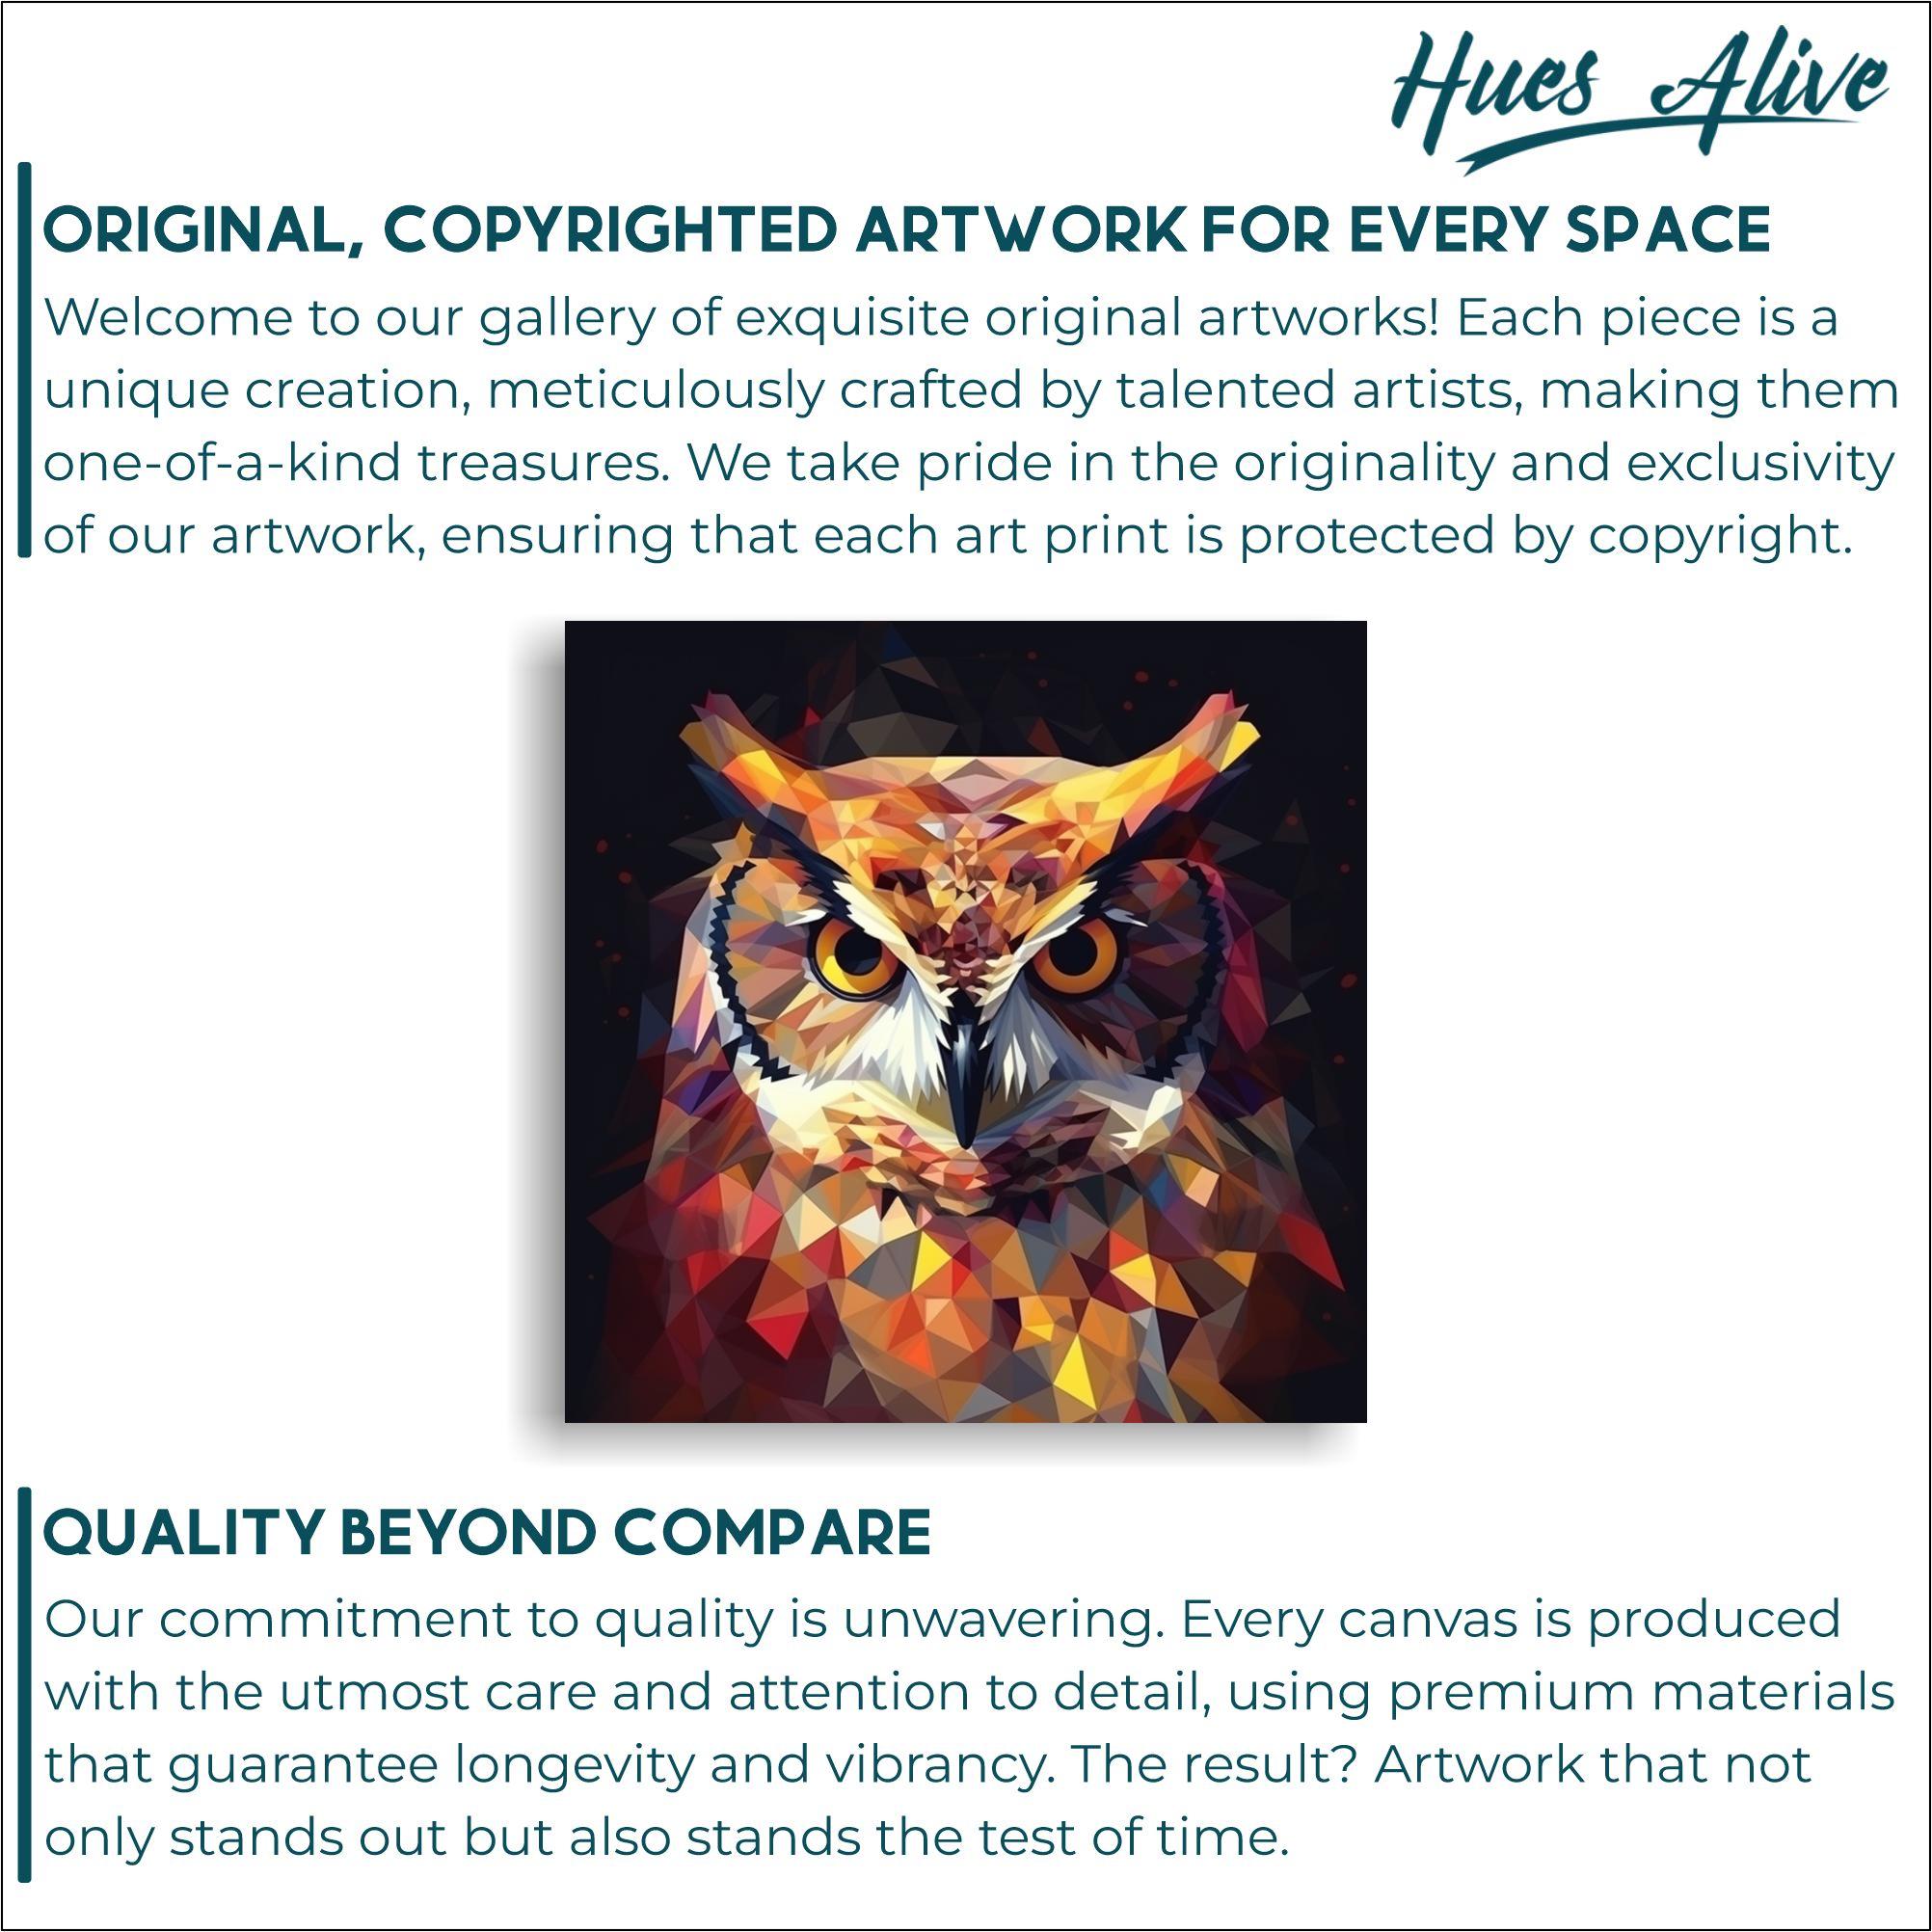 Hues Alive
ORIGINAL, COPYRIGHTED ARTWORK FOR EVERY SPACE
Welcome to our gallery of exquisite original artworks! Each piece is a
unique creation, meticulously crafted by talented artists, making them
one-of-a-kind treasures. We take pride in the originality and exclusivity
of our artwork, ensuring that each art print is protected by copyright.
QUALITY BEYOND COMPARE
Our commitment to quality is unwavering. Every canvas is produced
with the utmost care and attention to detail, using premium materials
that guarantee longevity and vibrancy. The result? Artwork that not
only stands out but also stands the test of time.